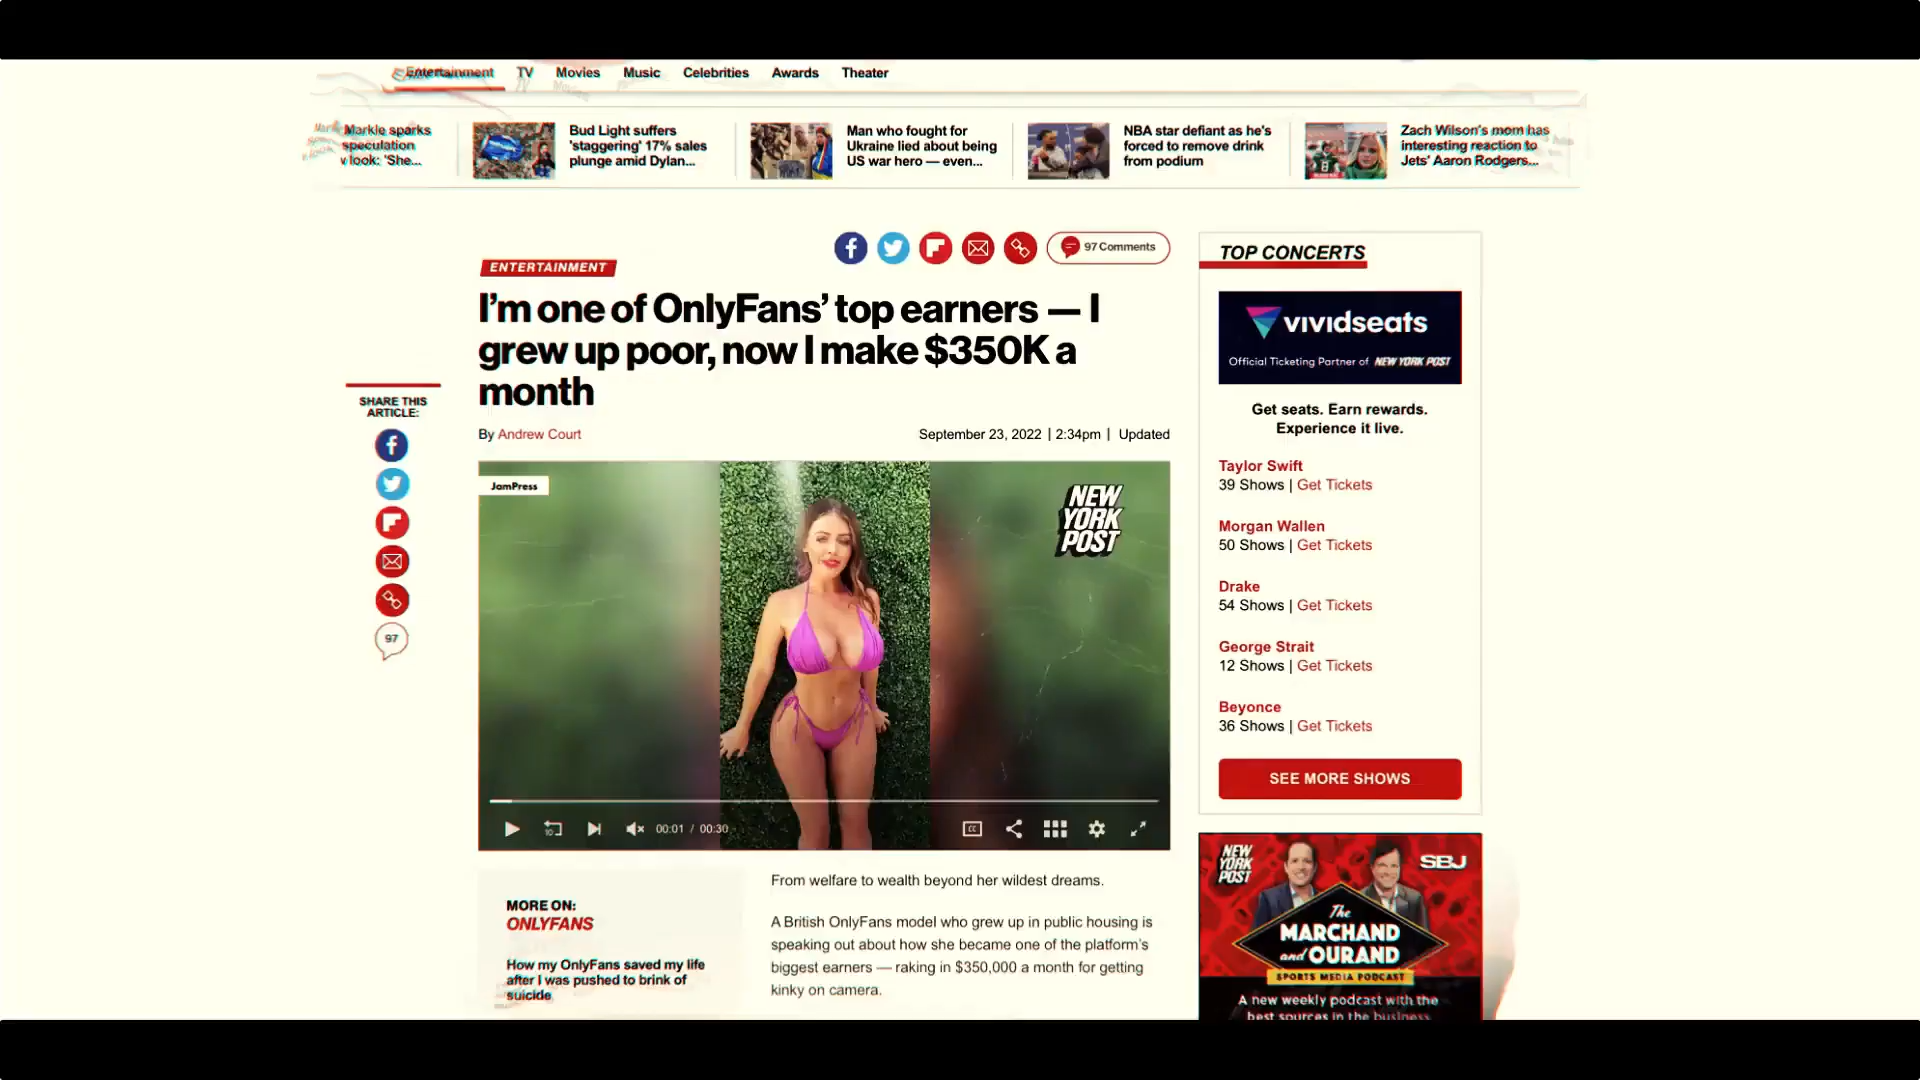 Entertainment TV Movies Music Celebrities Awards Theater
Markle sparks
speculation
look: 'She...
Bud Light suffers
'staggering' 17% sales
plunge amid Dylan...
Man who fought for
Ukraine lied about being
US war hero — even...
NBA star defiant as he's
forced to remove drink
from podium
Zach Wilson's mom has
interesting reaction to
Jets' Aaron Rodgers...
97 Comments
ENTERTAINMENT
I'm one of OnlyFans' top earners — I
grew up poor, now I make $350K a
month
By Andrew Court
September 23, 2022 | 2:34pm | Updated
SHARE THIS
ARTICLE:
97
JamPress
NEW
YORK
POST
10
00:01 / 00:30
CC
MORE ON:
ONLYFANS
How my OnlyFans saved my life
after I was pushed to brink of
suicide
From welfare to wealth beyond her wildest dreams.
A British OnlyFans model who grew up in public housing is
speaking out about how she became one of the platform's
biggest earners — raking in $350,000 a month for getting
kinky on camera.
TOP CONCERTS
vividseats
Official Ticketing Partner of NEW YORK POST
Get seats. Earn rewards.
Experience it live.
Taylor Swift
39 Shows | Get Tickets
Morgan Wallen
50 Shows | Get Tickets
Drake
54 Shows | Get Tickets
George Strait
12 Shows | Get Tickets
Beyonce
36 Shows | Get Tickets
SEE MORE SHOWS
NEW
YORK
POST
SBJ
The
MARCHAND
and OURAND
SPORTS MEDIA PODCAST
A new weekly podcast with the
best sources in the business